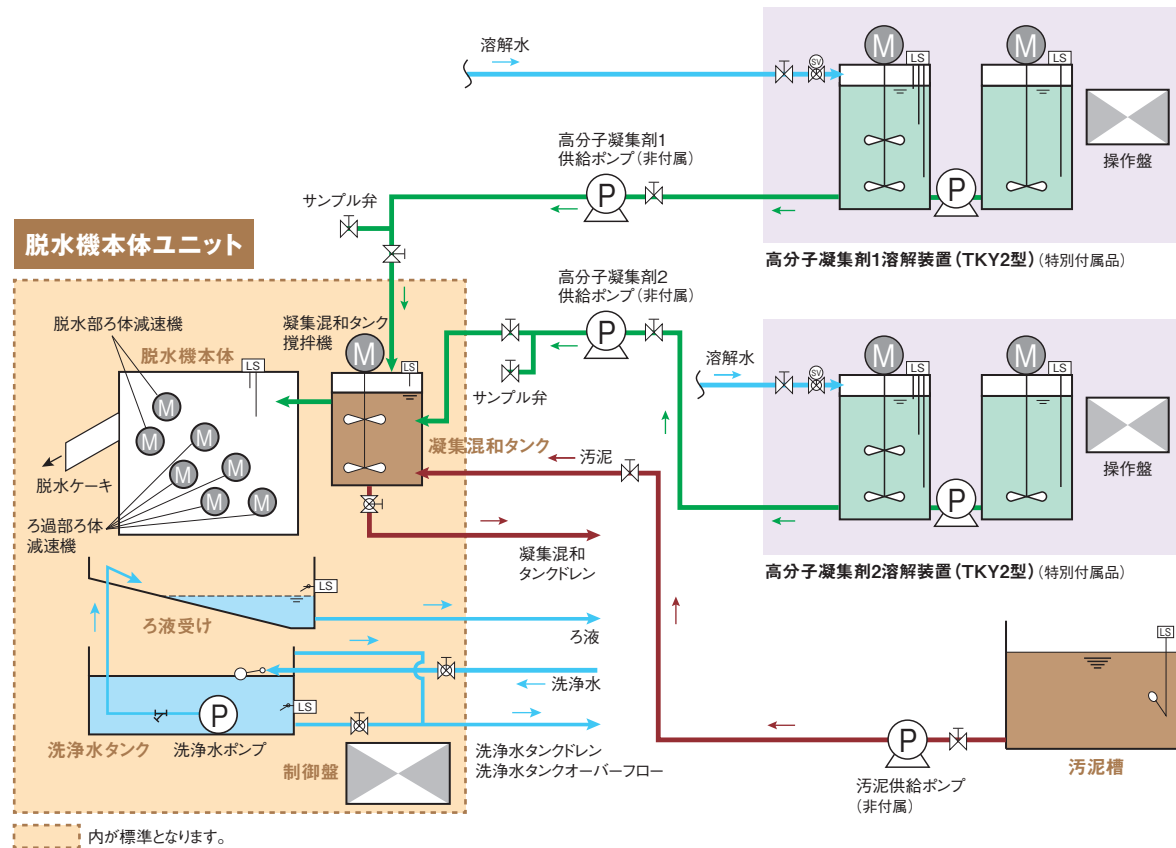 溶解水
M
LS
M
LS
SV
操作盤
高分子凝集剤1
供給ポンプ(非付属)
P
P
サンプル弁
高分子凝集剤1溶解装置(TKY2型)(特別付属品)
脱水機本体ユニット
高分子凝集剤2
供給ポンプ(非付属)
P
サンプル弁
溶解水
M
LS
M
LS
SV
操作盤
P
高分子凝集剤2溶解装置(TKY2型)(特別付属品)
脱水部ろ体減速機
脱水機本体
LS
凝集混和タンク
撹拌機
M
LS
M
M
M
M
M
M
M
凝集混和タンク
汚泥
脱水ケーキ
ろ過部ろ体
減速機
凝集混和
タンクドレン
LS
ろ液受け
ろ液
洗浄水
P
LS
洗浄水タンク
洗浄水ポンプ
制御盤
洗浄水タンクドレン
洗浄水タンクオーバーフロー
LS
P
汚泥供給ポンプ
(非付属)
汚泥槽
内が標準となります。